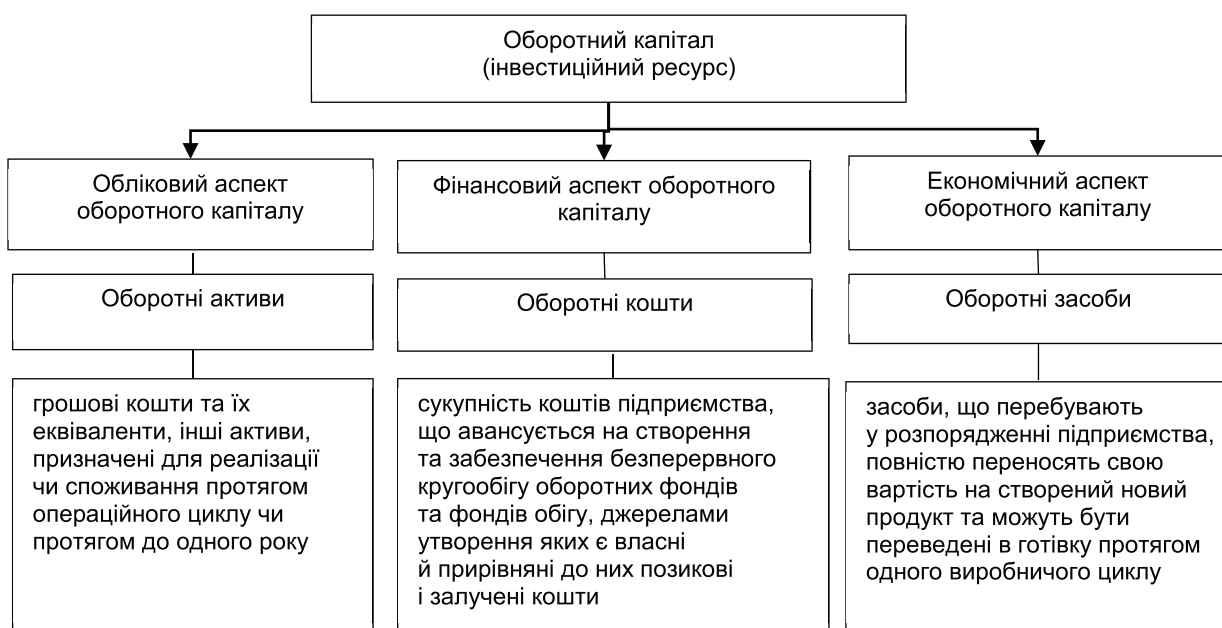 Оборотний капітал
(інвестиційний ресурс)
Обліковий аспект
оборотного капіталу
Фінансовий аспект оборотного
капіталу
Економічний аспект
оборотного капіталу
Оборотні активи
Оборотні кошти
Оборотні засоби
грошові кошти та їх
еквіваленти, інші активи,
призначені для реалізації
чи споживання протягом
операційного циклу чи
протягом до одного року
сукупність коштів підприємства,
що авансується на створення
та забезпечення безперервного
кругообігу оборотних фондів
та фондів обігу, джерелами
утворення яких є власні
й прирівняні до них позикові
і залучені кошти
засоби, що перебувають
у розпорядженні підприємства,
повністю переносять свою
вартість на створений новий
продукт та можуть бути
переведені в готівку протягом
одного виробничого циклу